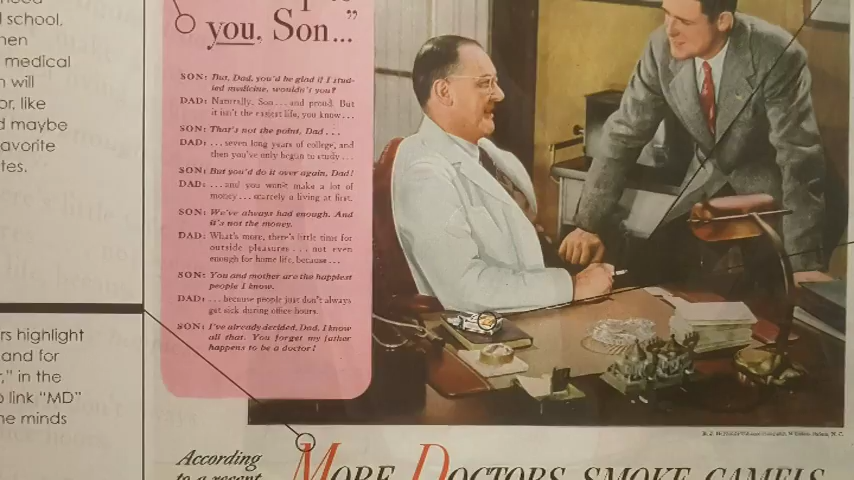 school,
medical
will
or, like
maybe
avorite
tes.
rs highlight
and for
," in the
link “MD”
he minds
you, Son...”
SON: But, Dad, you'd be glad if I stud-
ied medicine, wouldn't you?
DAD: Naturally, Son...and proud. But
it isn't the easiest life, you know...
SON: That's not the point, Dad...
DAD: ...seven long years of college, and
then you've only begun to study...
SON: But you'd do it over again, Dad!
DAD: ...and you won't make a lot of
money...scarcely a living at first.
SON: We've always had enough. And
it's not the money.
DAD: What's more, there's little time for
outside pleasures...not even
enough for home life, because...
SON: You and mother are the happiest
people I know.
DAD: ...because people just don't always
get sick during office hours.
SON: I've already decided, Dad. I know
all that. You forget my father
happens to be a doctor!
According
to a recent
MORE DOCTORS SMOKE CAMELS